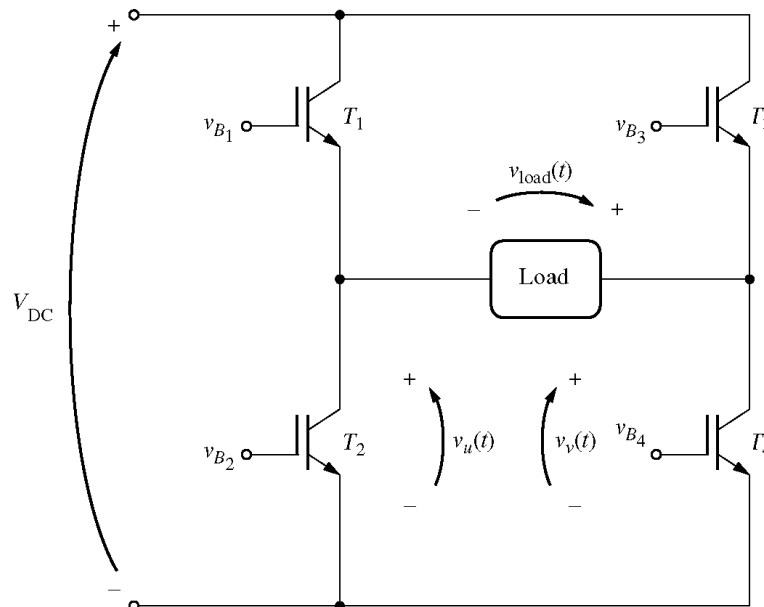 +
v_B1
T_1
v_B3
v_load(t)
− +
Load
V_DC
+ +
v_B2
T_2
v_u(t)
v_v(t)
v_B4
− −
−